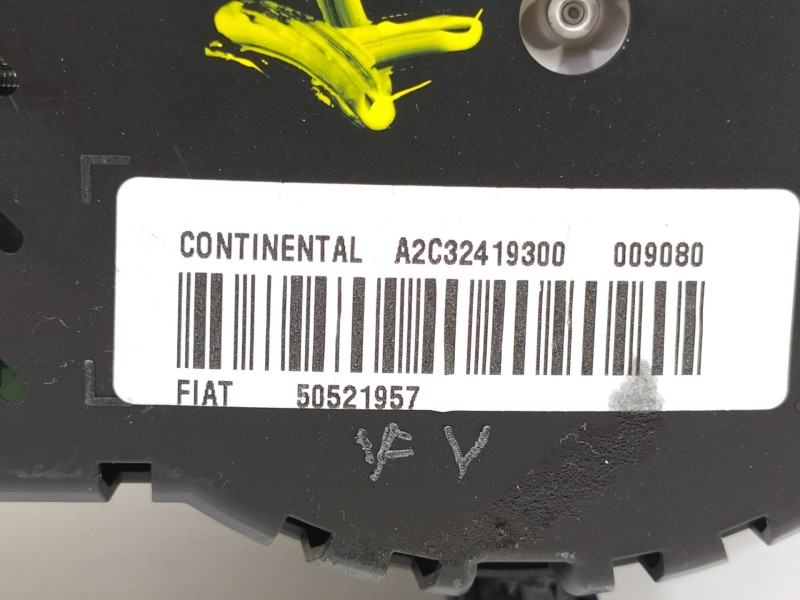 CONTINENTAL A2C32419300 009080
FIAT 50521957